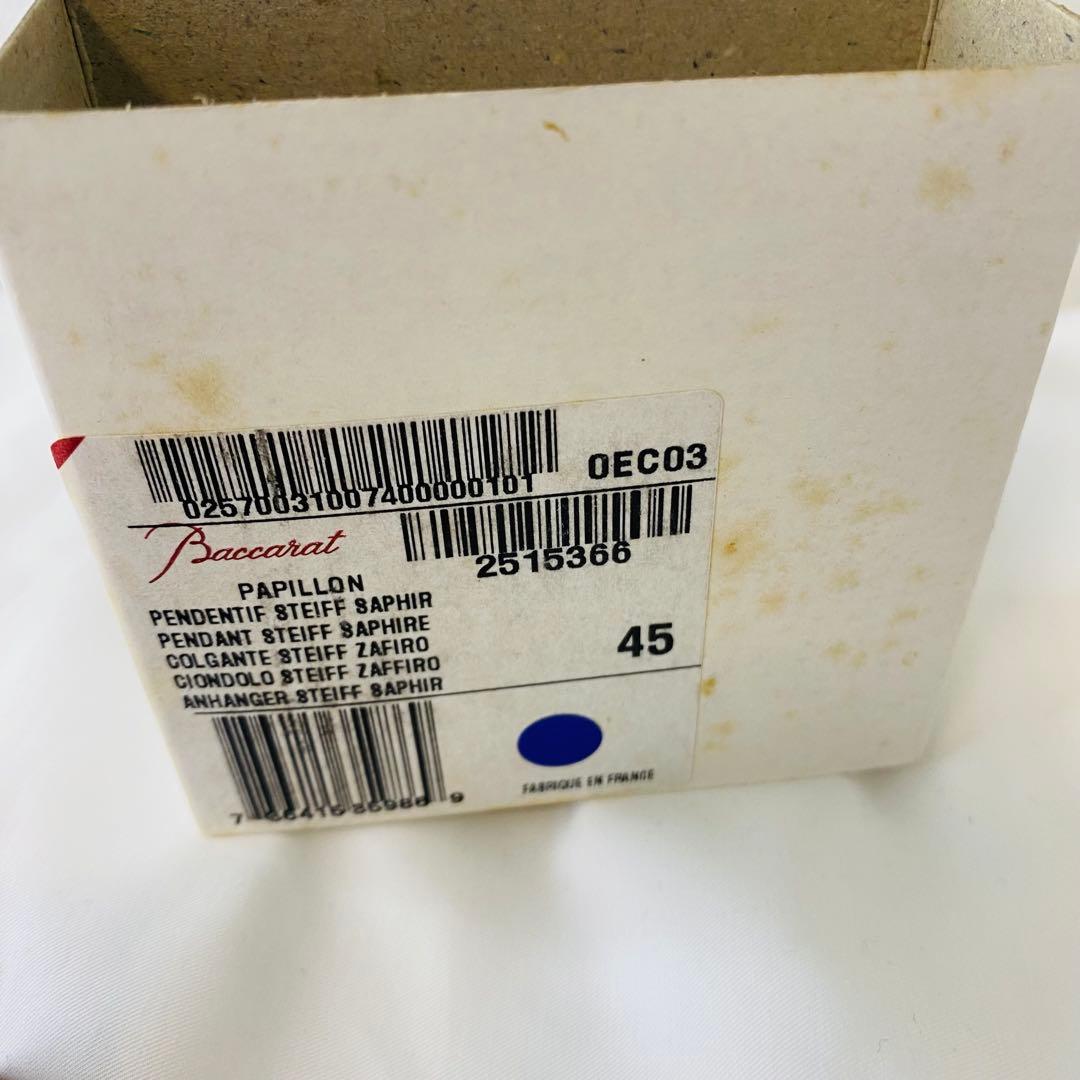 02570031007400000101
0EC03
Baccarat
2515366
PAPILLON
PENDENTIF STEIFF SAPHIR
PENDANT STEIFF SAPHIRE
COLGANTE STEIFF ZAFIRO
CIONDOLO STEIFF ZAFFIRO
ANHANGER STEIFF SAPHIR
45
FABRIQUE EN FRANCE